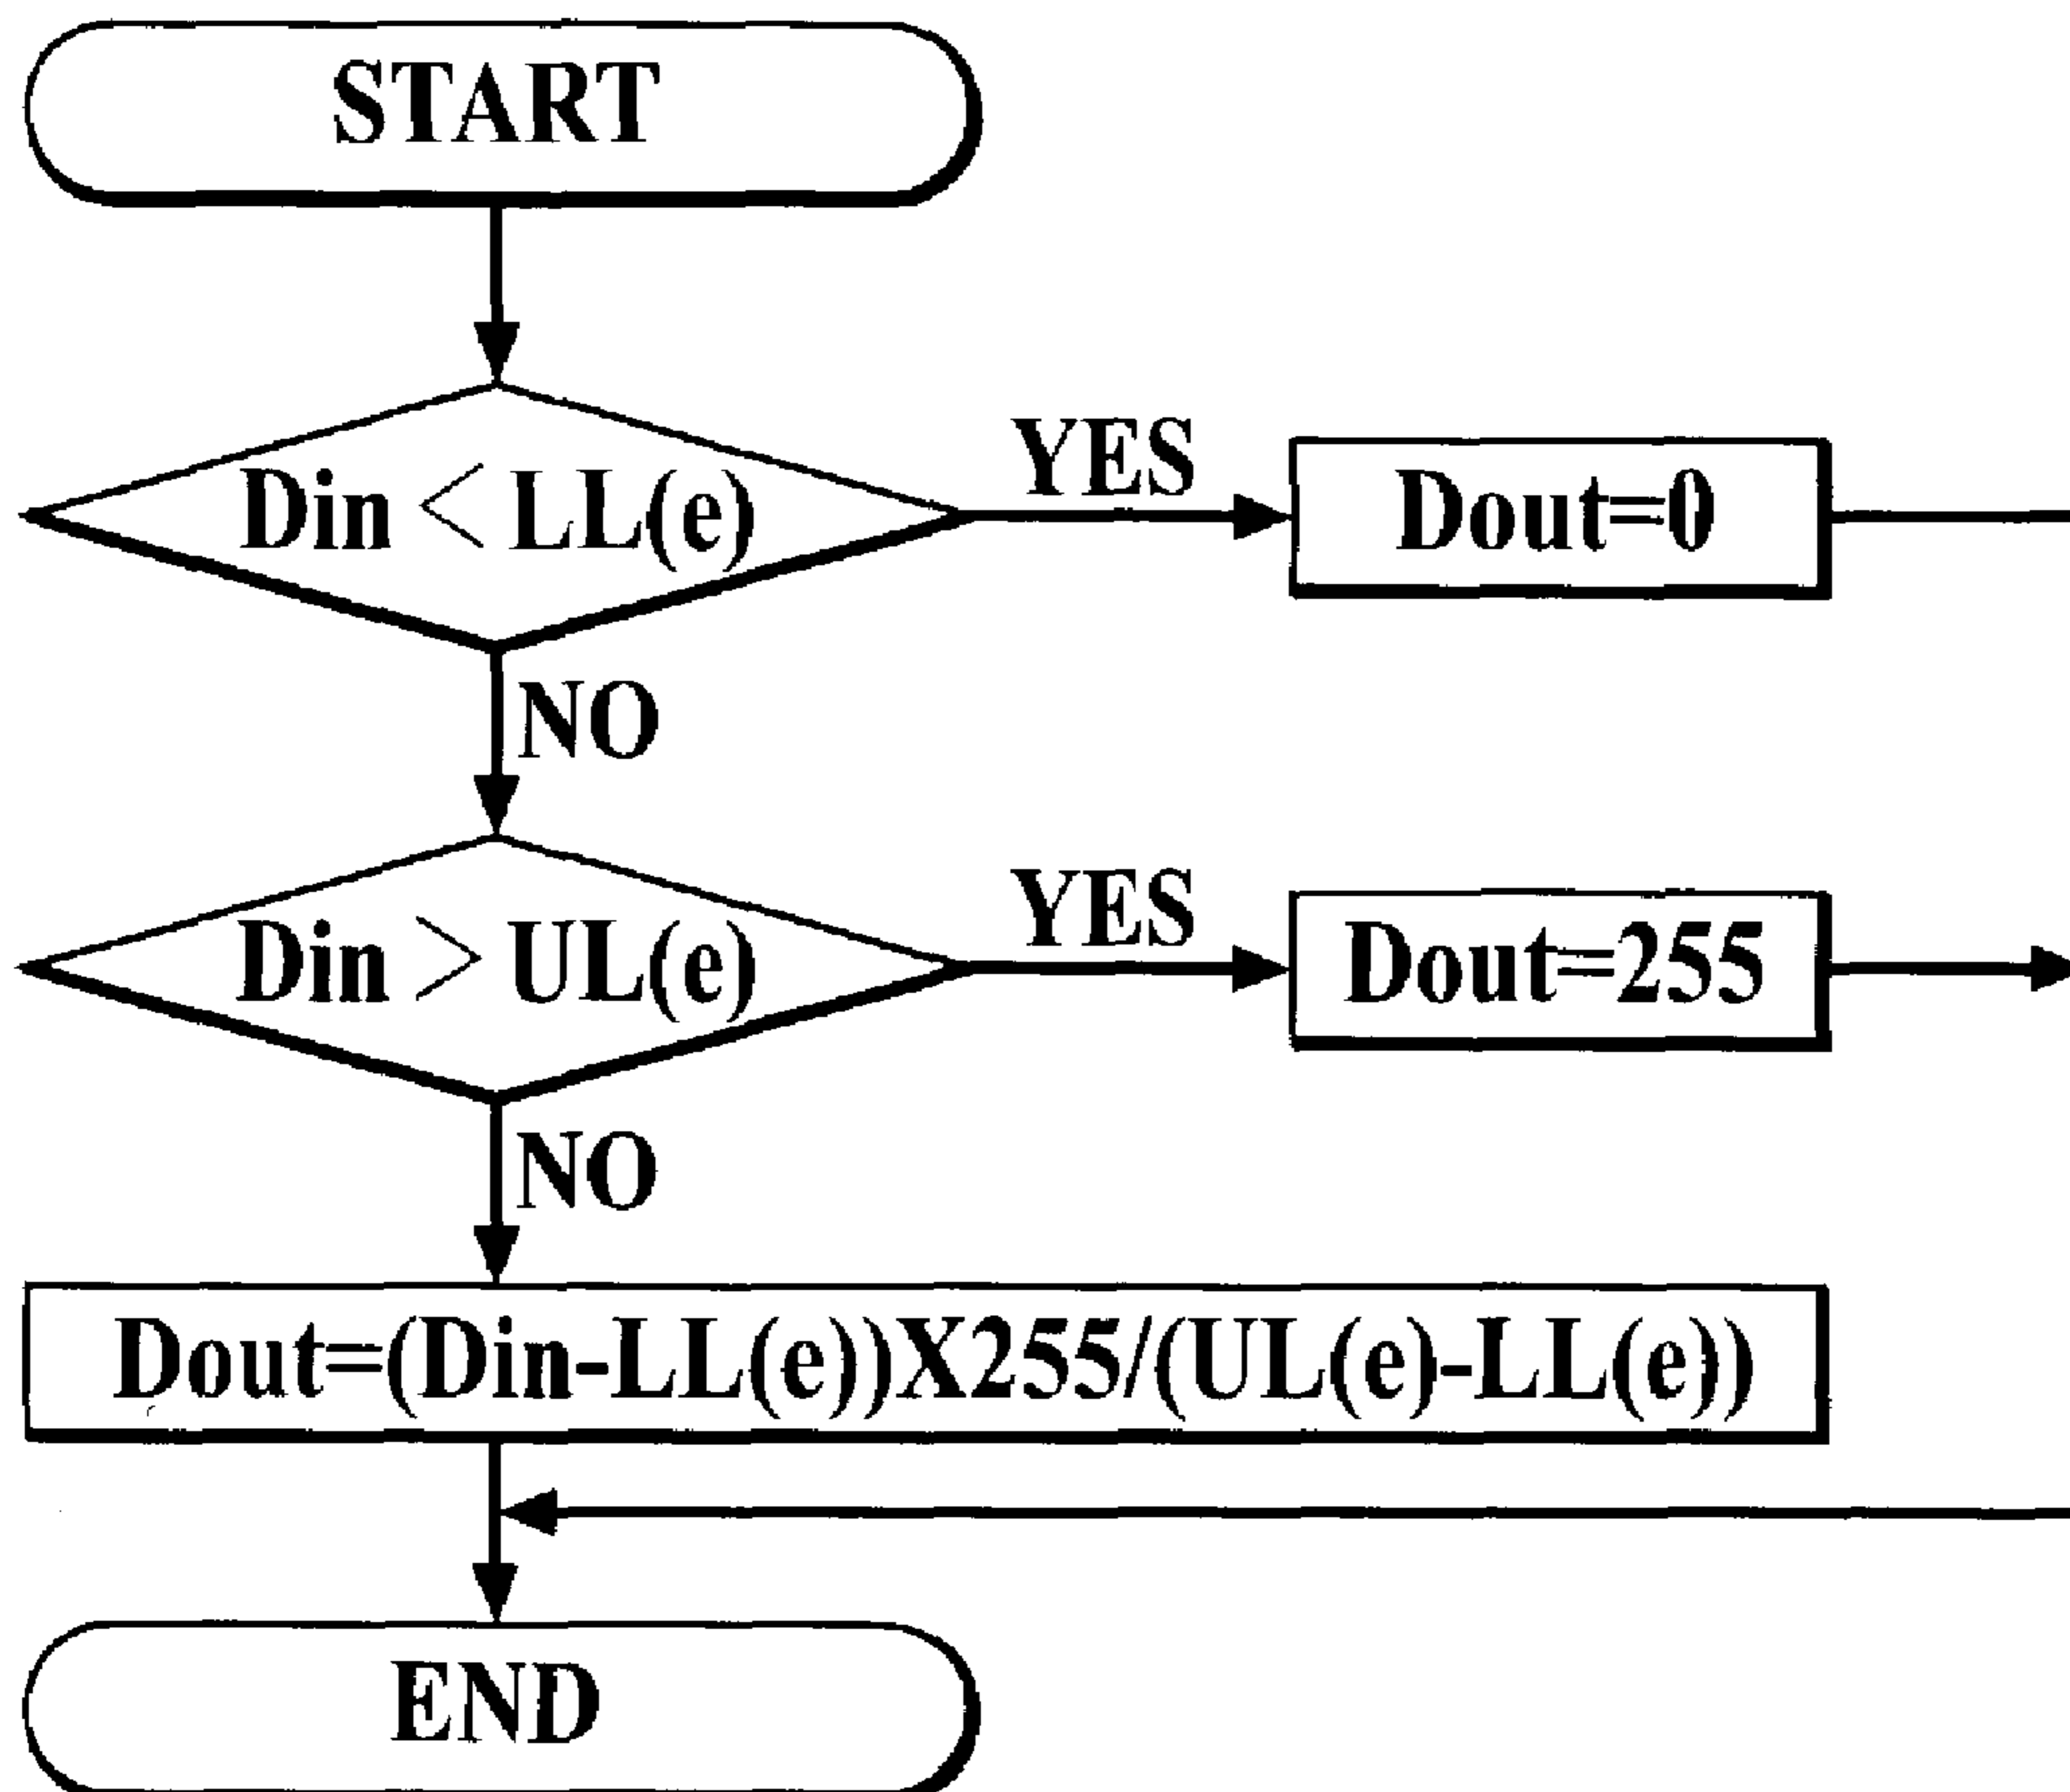 START
Din < LL(e)
YES
Dout=0
NO
Din > UL(e)
YES
Dout=255
NO
Dout=(Din-LL(e))X255/(UL(e)-LL(e))
END